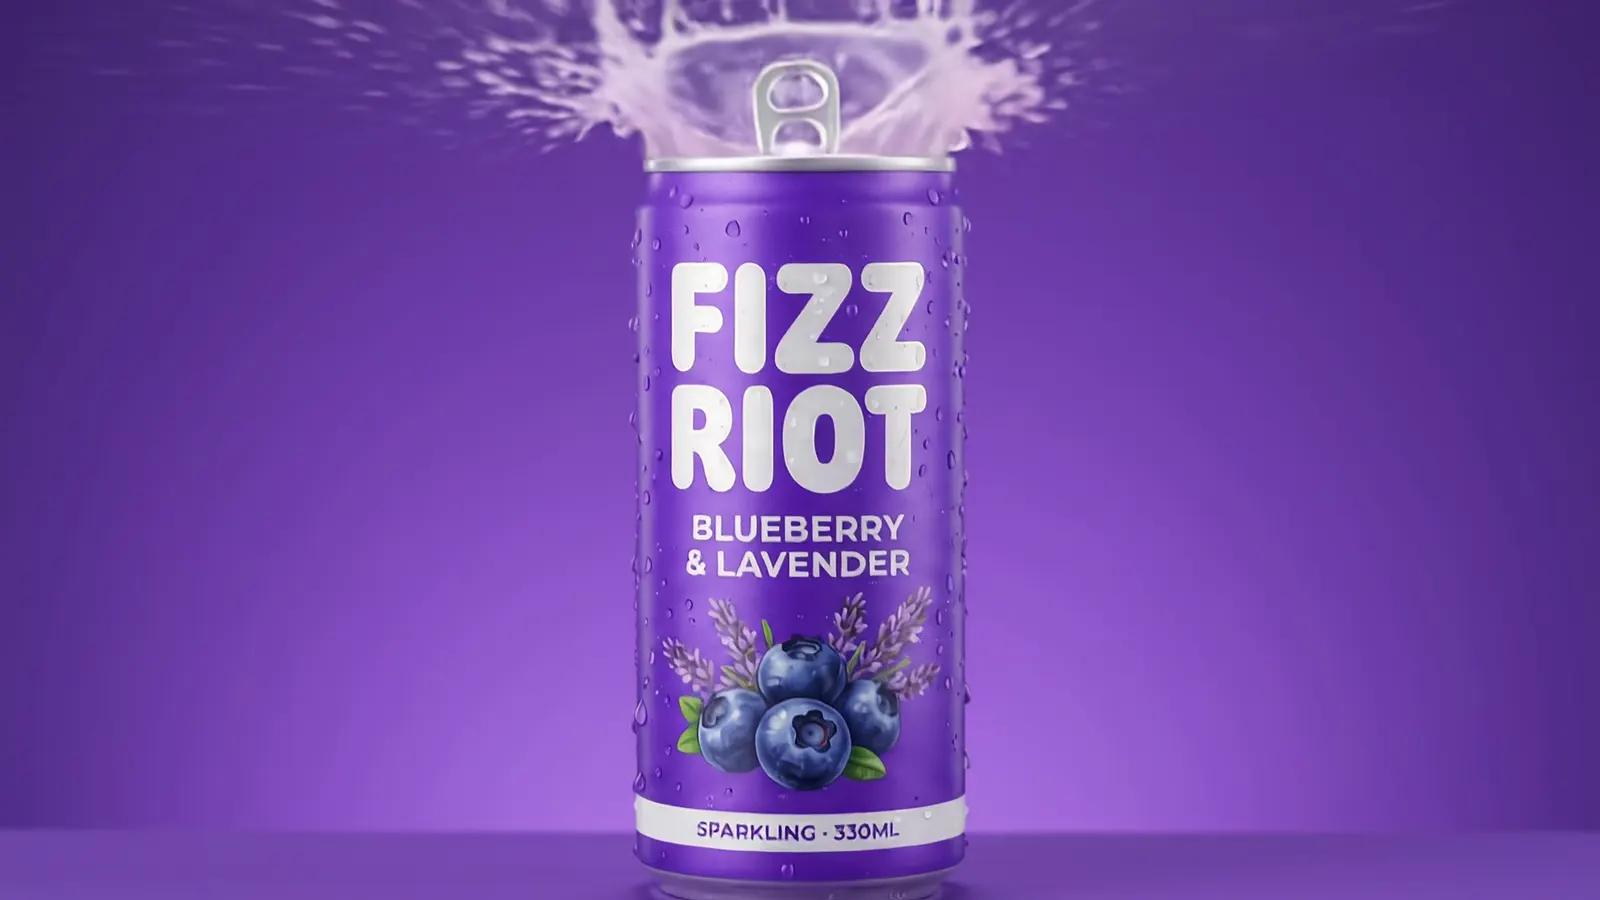 FIZZ
RIOT
BLUEBERRY
& LAVENDER
SPARKLING · 330ML